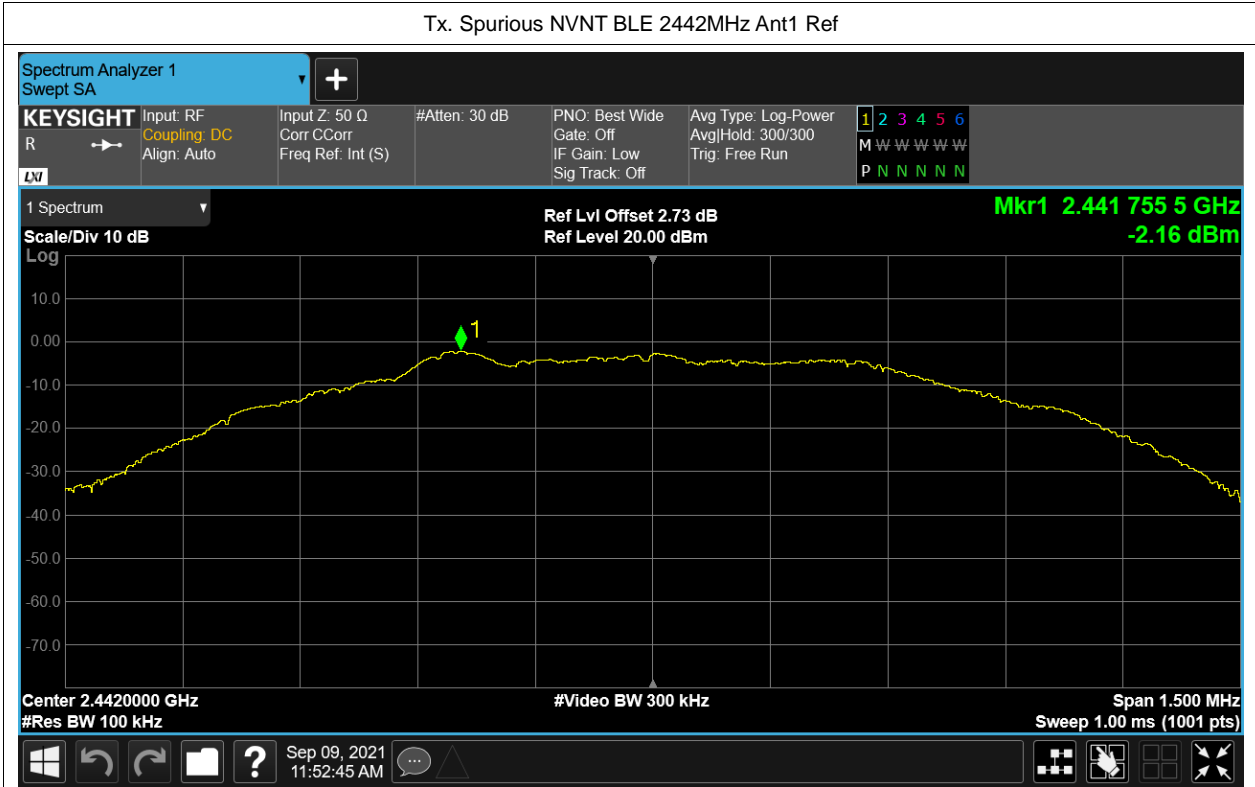 Tx. Spurious NVNT BLE 2442MHz Ant1 Ref
Spectrum Analyzer 1
Swept SA
KEYSIGHT
R
LXI
Input: RF
Coupling: DC
Align: Auto
Input Z: 50 Ω
Corr CCorr
Freq Ref: Int (S)
#Atten: 30 dB
PNO: Best Wide
Gate: Off
IF Gain: Low
Sig Track: Off
Avg Type: Log-Power
Avg|Hold: 300/300
Trig: Free Run
1 2 3 4 5 6
M W W W W W
P N N N N N
1 Spectrum
Scale/Div 10 dB
Log
Ref Lvl Offset 2.73 dB
Ref Level 20.00 dBm
Mkr1 2.441 755 5 GHz
-2.16 dBm
1
10.0
0.00
-10.0
-20.0
-30.0
-40.0
-50.0
-60.0
-70.0
Center 2.4420000 GHz
#Res BW 100 kHz
#Video BW 300 kHz
Span 1.500 MHz
Sweep 1.00 ms (1001 pts)
?
Sep 09, 2021
11:52:45 AM